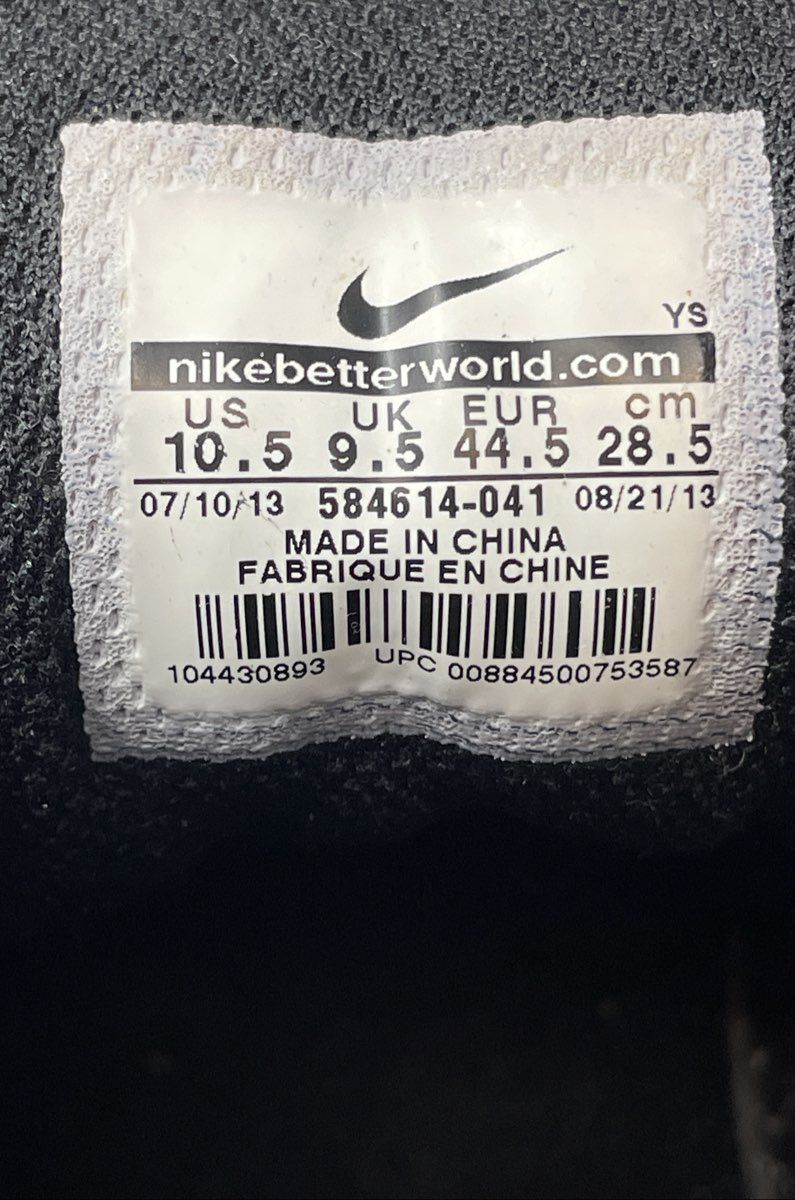 YS
nikebetterworld.com
US UK EUR cm
10.5 9.5 44.5 28.5
07/10/13 584614-041 08/21/13
MADE IN CHINA
FABRIQUE EN CHINE
104430893 UPC 00884500753587